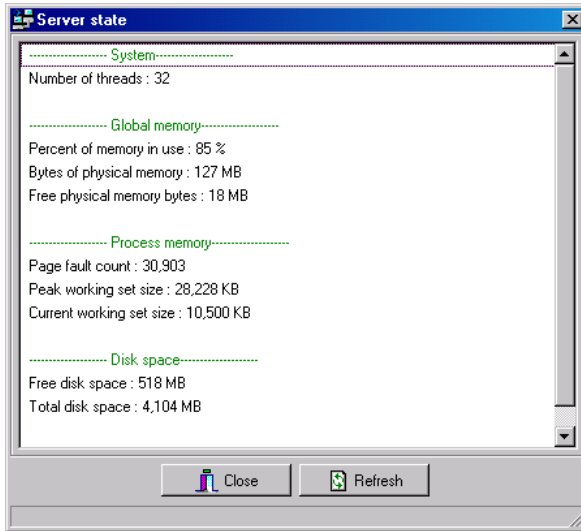 Server state
------------------- System-------------------
Number of threads : 32
------------------- Global memory-------------------
Percent of memory in use : 85 %
Bytes of physical memory : 127 MB
Free physical memory bytes : 18 MB
------------------- Process memory-------------------
Page fault count : 30,903
Peak working set size : 28,228 KB
Current working set size : 10,500 KB
------------------- Disk space-------------------
Free disk space : 518 MB
Total disk space : 4,104 MB
Close Refresh